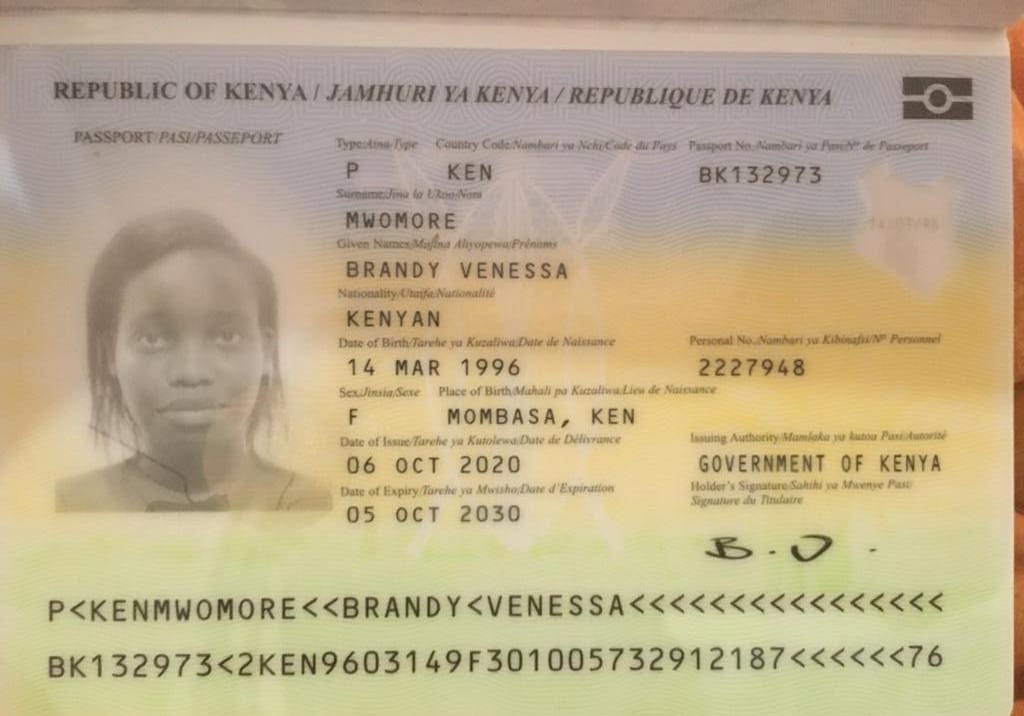 REPUBLIC OF KENYA / JAMHURI YA KENYA / REPUBLIQUE DE KENYA
PASSPORT/PASI/PASSEPORT
Type/Aina/Type Country Code/Nambari ya Nchi/Code du Pays Passport No./Nambari ya Pasi/Nº de Passeport
P KEN BK132973
Surname/Jina la Ukoo/Nom
MWOMORE
Given Names/Majina Aliyopewa/Prénoms
BRANDY VENESSA
Nationality/Utaifa/Nationalité
KENYAN
Date of Birth/Tarehe ya Kuzaliwa/Date de Naissance Personal No./Nambari ya Kibinafsi/Nº Personnel
14 MAR 1996 2227948
Sex/Jinsia/Sexe Place of Birth/Mahali pa Kuzaliwa/Lieu de Naissance
F MOMBASA, KEN
Date of Issue/Tarehe ya Kutolewa/Date de Délivrance Issuing Authority/Mamlaka ya kutoa Pasi/Autorité
06 OCT 2020 GOVERNMENT OF KENYA
Date of Expiry/Tarehe ya Mwisho/Date d'Expiration Holder's Signature/Sahihi ya Mwenye Pasi/
Signature du Titulaire
05 OCT 2030
B. J.
P<KENMWOMORE<<BRANDY<VENESSA<<<<<<<<<<<<<<<<
BK132973<2KEN9603149F301005732912187<<<<<<76